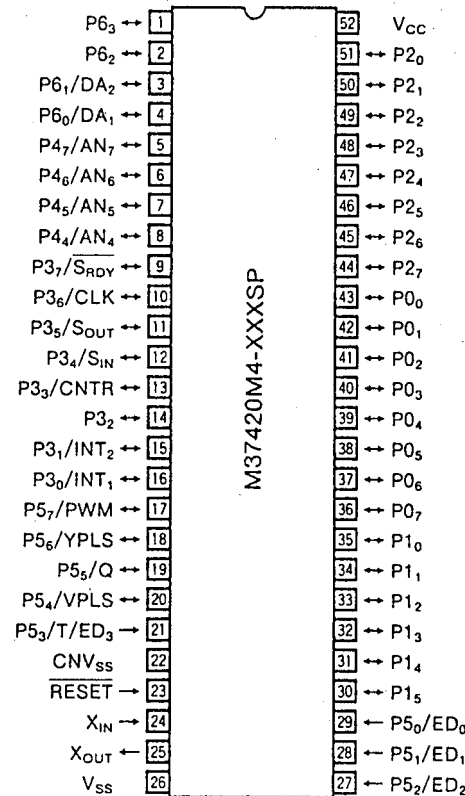 P6₃ ↔ 1
P6₂ ↔ 2
P6₁/DA₂ ↔ 3
P6₀/DA₁ ↔ 4
P4₇/AN₇ ↔ 5
P4₆/AN₆ ↔ 6
P4₅/AN₅ ↔ 7
P4₄/AN₄ ↔ 8
P3₇/S̅R̅D̅Y̅ ↔ 9
P3₆/CLK ↔ 10
P3₅/SOUT ↔ 11
P3₄/SIN ↔ 12
P3₃/CNTR ↔ 13
P3₂ ↔ 14
P3₁/INT₂ ↔ 15
P3₀/INT₁ ↔ 16
P5₇/PWM ↔ 17
P5₆/YPLS ↔ 18
P5₅/Q ↔ 19
P5₄/VPLS ↔ 20
P5₃/T/ED₃ → 21
CNVSS 22
R̅E̅S̅E̅T̅ → 23
XIN → 24
XOUT ← 25
VSS 26
M37420M4-XXXSP
52 VCC
51 ↔ P2₀
50 ↔ P2₁
49 ↔ P2₂
48 ↔ P2₃
47 ↔ P2₄
46 ↔ P2₅
45 ↔ P2₆
44 ↔ P2₇
43 ↔ P0₀
42 ↔ P0₁
41 ↔ P0₂
40 ↔ P0₃
39 ↔ P0₄
38 ↔ P0₅
37 ↔ P0₆
36 ↔ P0₇
35 ↔ P1₀
34 ↔ P1₁
33 ↔ P1₂
32 ↔ P1₃
31 ↔ P1₄
30 ↔ P1₅
29 ← P5₀/ED₀
28 ← P5₁/ED₁
27 ← P5₂/ED₂